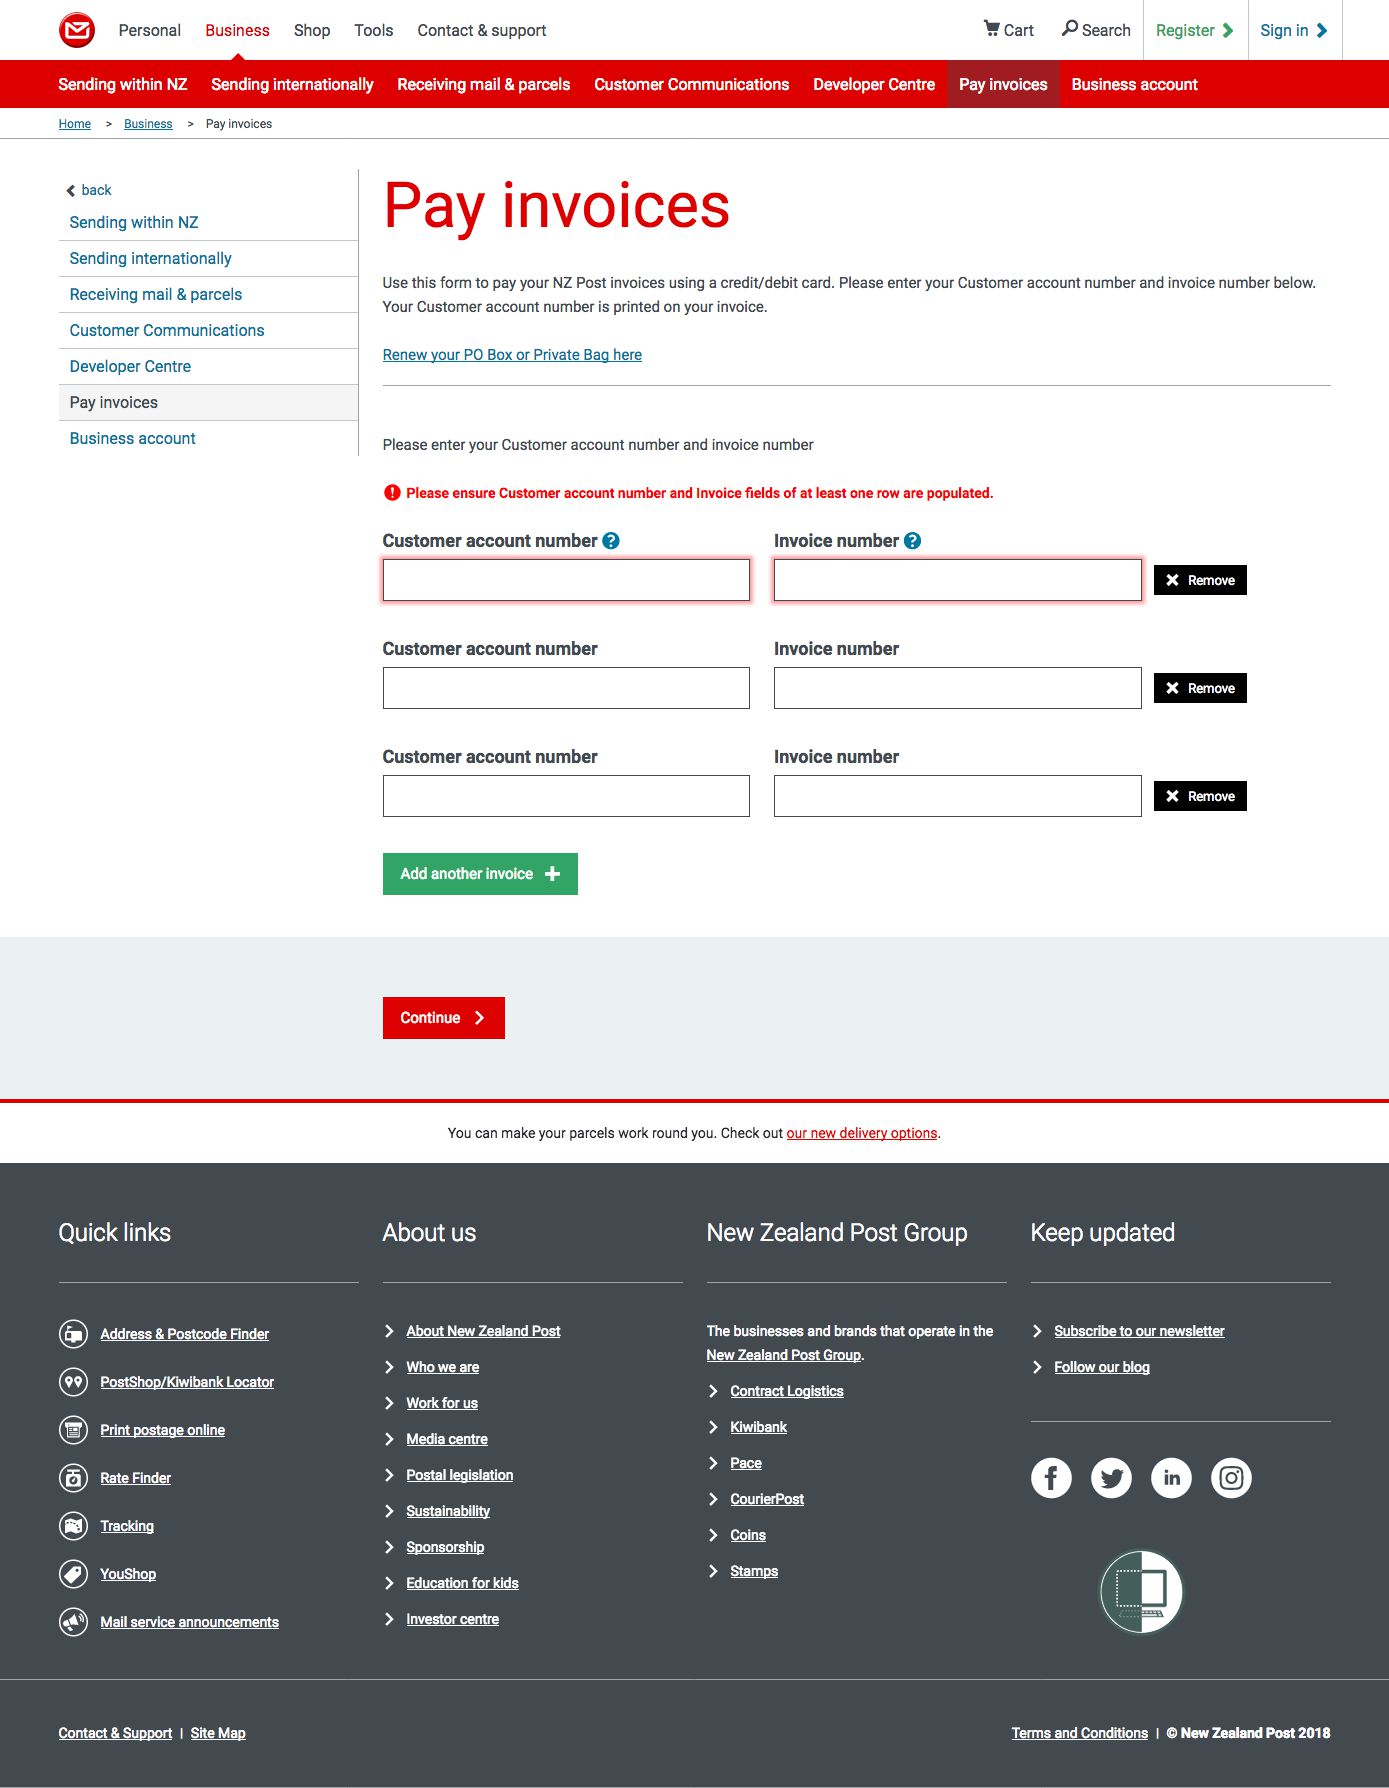 Personal
Business
Shop
Tools
Contact & support
Cart
Search
Register
Sign in
Sending within NZ
Sending internationally
Receiving mail & parcels
Customer Communications
Developer Centre
Pay invoices
Business account
Home > Business > Pay invoices
back
Sending within NZ
Sending internationally
Receiving mail & parcels
Customer Communications
Developer Centre
Pay invoices
Business account
Pay invoices
Use this form to pay your NZ Post invoices using a credit/debit card. Please enter your Customer account number and invoice number below.
Your Customer account number is printed on your invoice.
Renew your PO Box or Private Bag here
Please enter your Customer account number and invoice number
! Please ensure Customer account number and Invoice fields of at least one row are populated.
Customer account number ?
Invoice number ?
Remove
Customer account number
Invoice number
Remove
Customer account number
Invoice number
Remove
Add another invoice
Continue
You can make your parcels work round you. Check out our new delivery options.
Quick links
Address & Postcode Finder
PostShop/Kiwibank Locator
Print postage online
Rate Finder
Tracking
YouShop
Mail service announcements
About us
About New Zealand Post
Who we are
Work for us
Media centre
Postal legislation
Sustainability
Sponsorship
Education for kids
Investor centre
New Zealand Post Group
The businesses and brands that operate in the
New Zealand Post Group.
Contract Logistics
Kiwibank
Pace
CourierPost
Coins
Stamps
Keep updated
Subscribe to our newsletter
Follow our blog
f
in
Contact & Support | Site Map
Terms and Conditions | © New Zealand Post 2018